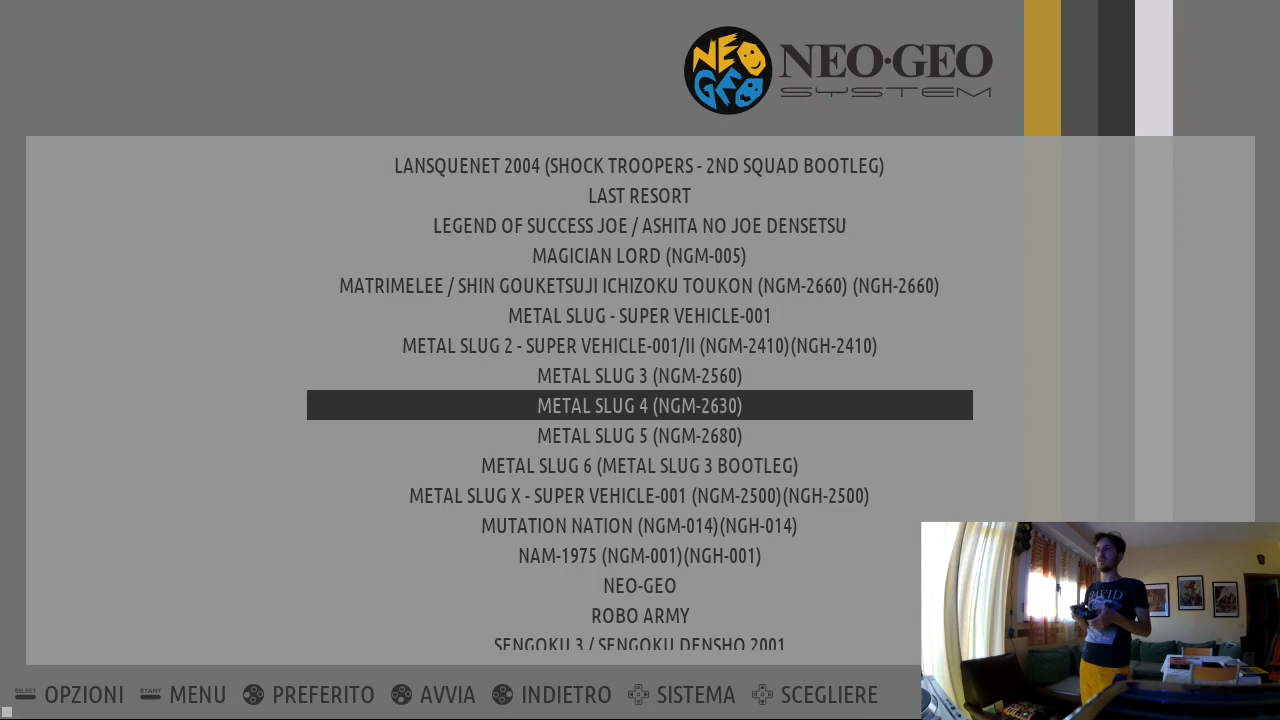 NEO GEO
NEO·GEO
SYSTEM
LANSQUENET 2004 (SHOCK TROOPERS - 2ND SQUAD BOOTLEG)
LAST RESORT
LEGEND OF SUCCESS JOE / ASHITA NO JOE DENSETSU
MAGICIAN LORD (NGM-005)
MATRIMELEE / SHIN GOUKETSUJI ICHIZOKU TOUKON (NGM-2660) (NGH-2660)
METAL SLUG - SUPER VEHICLE-001
METAL SLUG 2 - SUPER VEHICLE-001/II (NGM-2410)(NGH-2410)
METAL SLUG 3 (NGM-2560)
METAL SLUG 4 (NGM-2630)
METAL SLUG 5 (NGM-2680)
METAL SLUG 6 (METAL SLUG 3 BOOTLEG)
METAL SLUG X - SUPER VEHICLE-001 (NGM-2500)(NGH-2500)
MUTATION NATION (NGM-014)(NGH-014)
NAM-1975 (NGM-001)(NGH-001)
NEO-GEO
ROBO ARMY
SENGOKU 3 / SENGOKU DENSHO 2001
DAVID
SELECT OPZIONI START MENU PREFERITO AVVIA INDIETRO SISTEMA SCEGLIERE